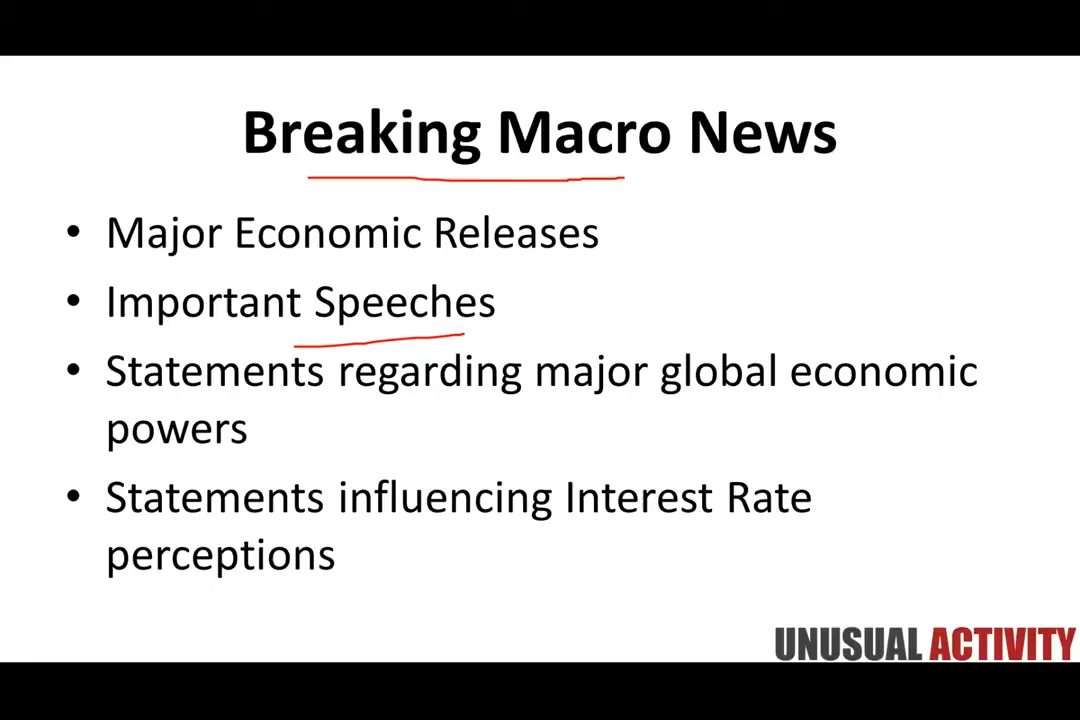 Breaking Macro News
• Major Economic Releases
• Important Speeches
• Statements regarding major global economic
powers
• Statements influencing Interest Rate
perceptions
UNUSUAL ACTIVITY